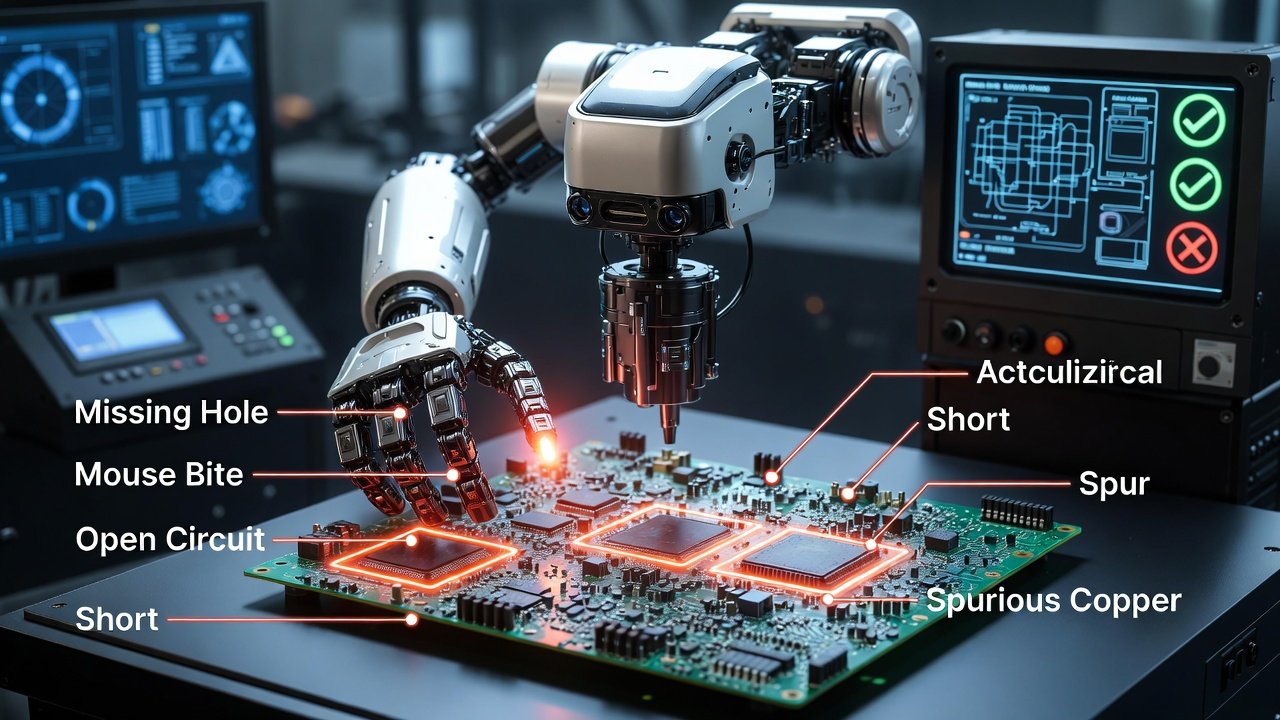 Missing Hole
Mouse Bite
Open Circuit
Short
Actculizircal
Short
Spur
Spurious Copper